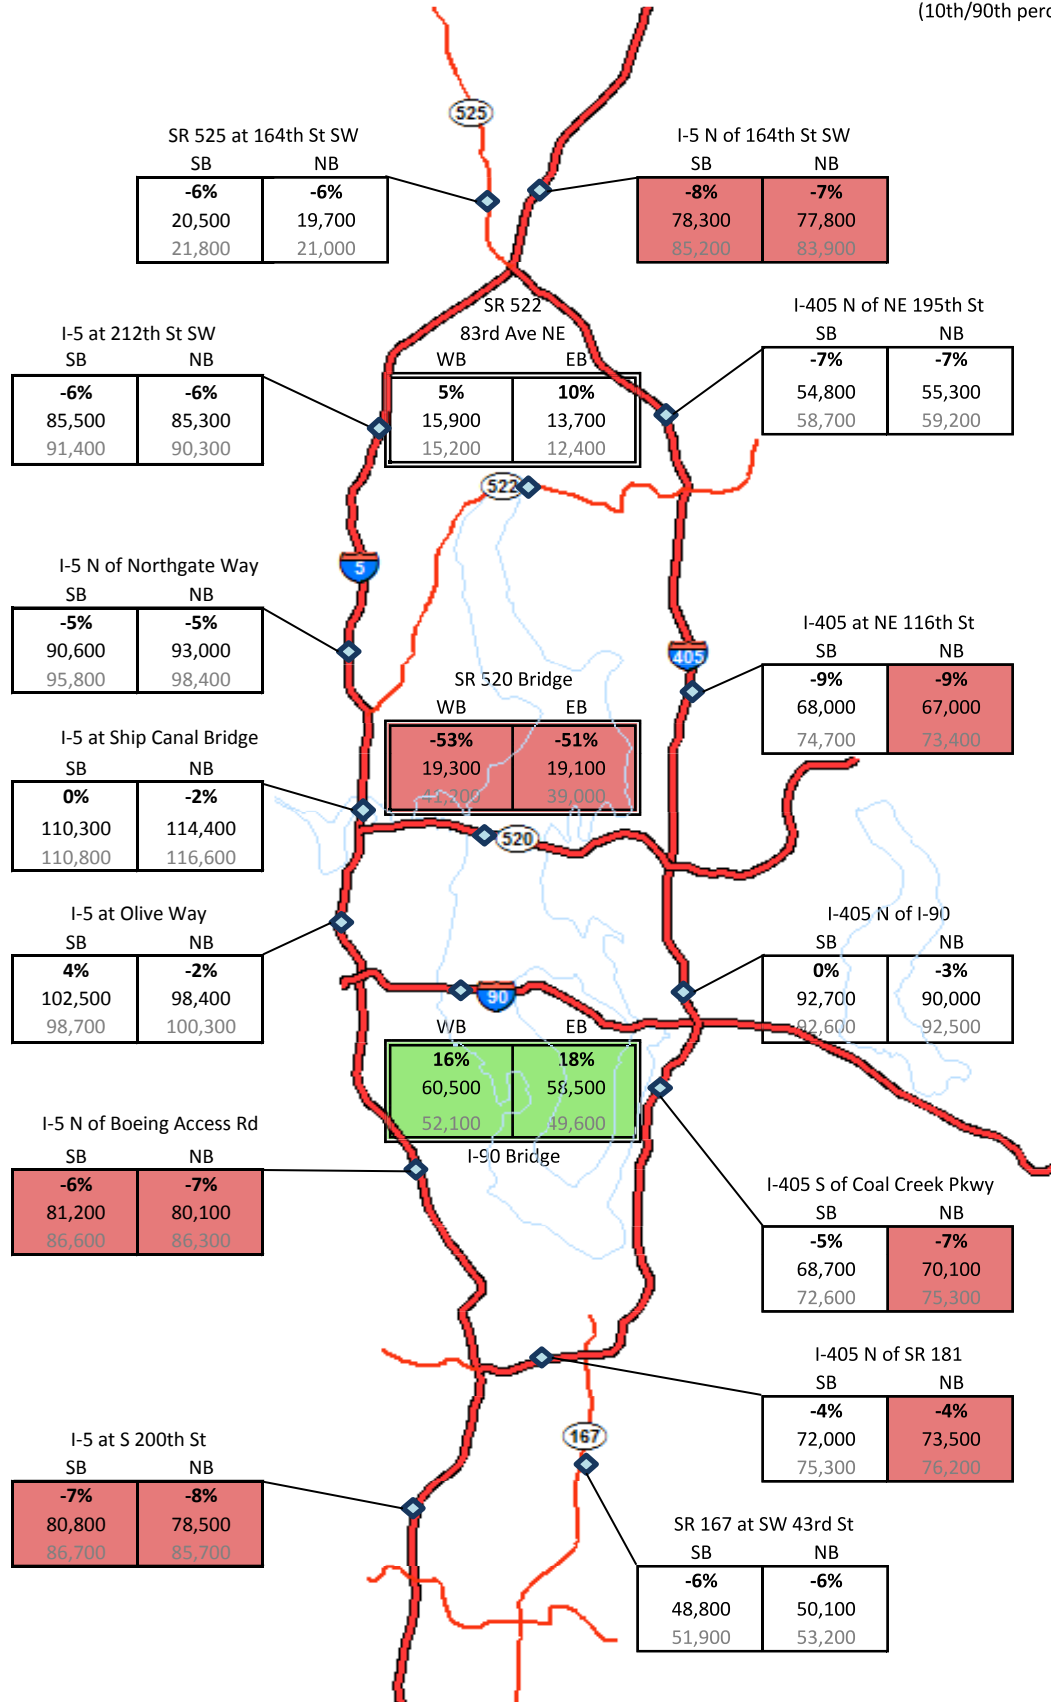 (10th/90th perc
525
SR 525 at 164th St SW
SB NB
-6% -6%
20,500 19,700
21,800 21,000
I-5 N of 164th St SW
SB NB
-8% -7%
78,300 77,800
85,200 83,900
I-5 at 212th St SW
SB NB
-6% -6%
85,500 85,300
91,400 90,300
SR 522
83rd Ave NE
WB EB
5% 10%
15,900 13,700
15,200 12,400
I-405 N of NE 195th St
SB NB
-7% -7%
54,800 55,300
58,700 59,200
522
5
I-5 N of Northgate Way
SB NB
-5% -5%
90,600 93,000
95,800 98,400
405
I-405 at NE 116th St
SB NB
-9% -9%
68,000 67,000
74,700 73,400
SR 520 Bridge
WB EB
-53% -51%
19,300 19,100
41,200 39,000
I-5 at Ship Canal Bridge
SB NB
0% -2%
110,300 114,400
110,800 116,600
520
I-5 at Olive Way
SB NB
4% -2%
102,500 98,400
98,700 100,300
I-405 N of I-90
SB NB
0% -3%
92,700 90,000
92,600 92,500
90
WB EB
16% 18%
60,500 58,500
52,100 49,600
I-90 Bridge
I-5 N of Boeing Access Rd
SB NB
-6% -7%
81,200 80,100
86,600 86,300
I-405 S of Coal Creek Pkwy
SB NB
-5% -7%
68,700 70,100
72,600 75,300
I-405 N of SR 181
SB NB
-4% -4%
72,000 73,500
75,300 76,200
167
I-5 at S 200th St
SB NB
-7% -8%
80,800 78,500
86,700 85,700
SR 167 at SW 43rd St
SB NB
-6% -6%
48,800 50,100
51,900 53,200